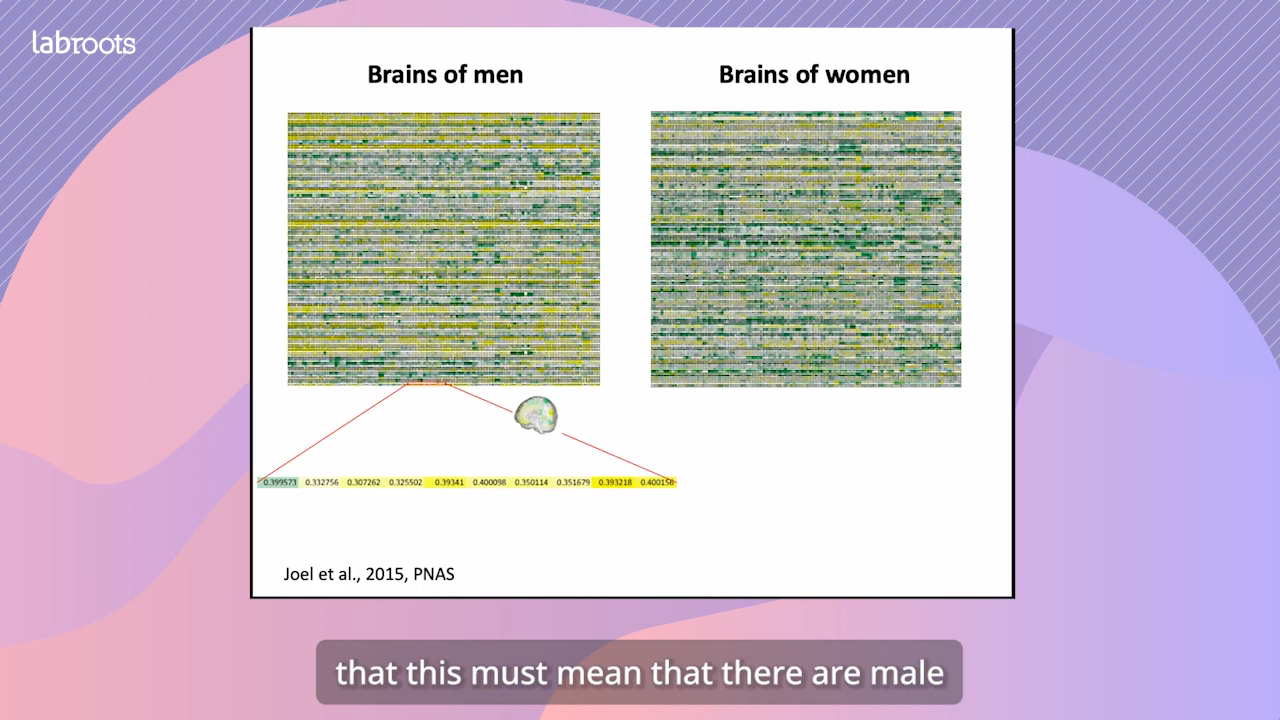 labroots
Brains of men
Brains of women
0.399573 0.332756 0.307262 0.325502 0.39341 0.400098 0.350114 0.351679 0.393218 0.400156
Joel et al., 2015, PNAS
that this must mean that there are male